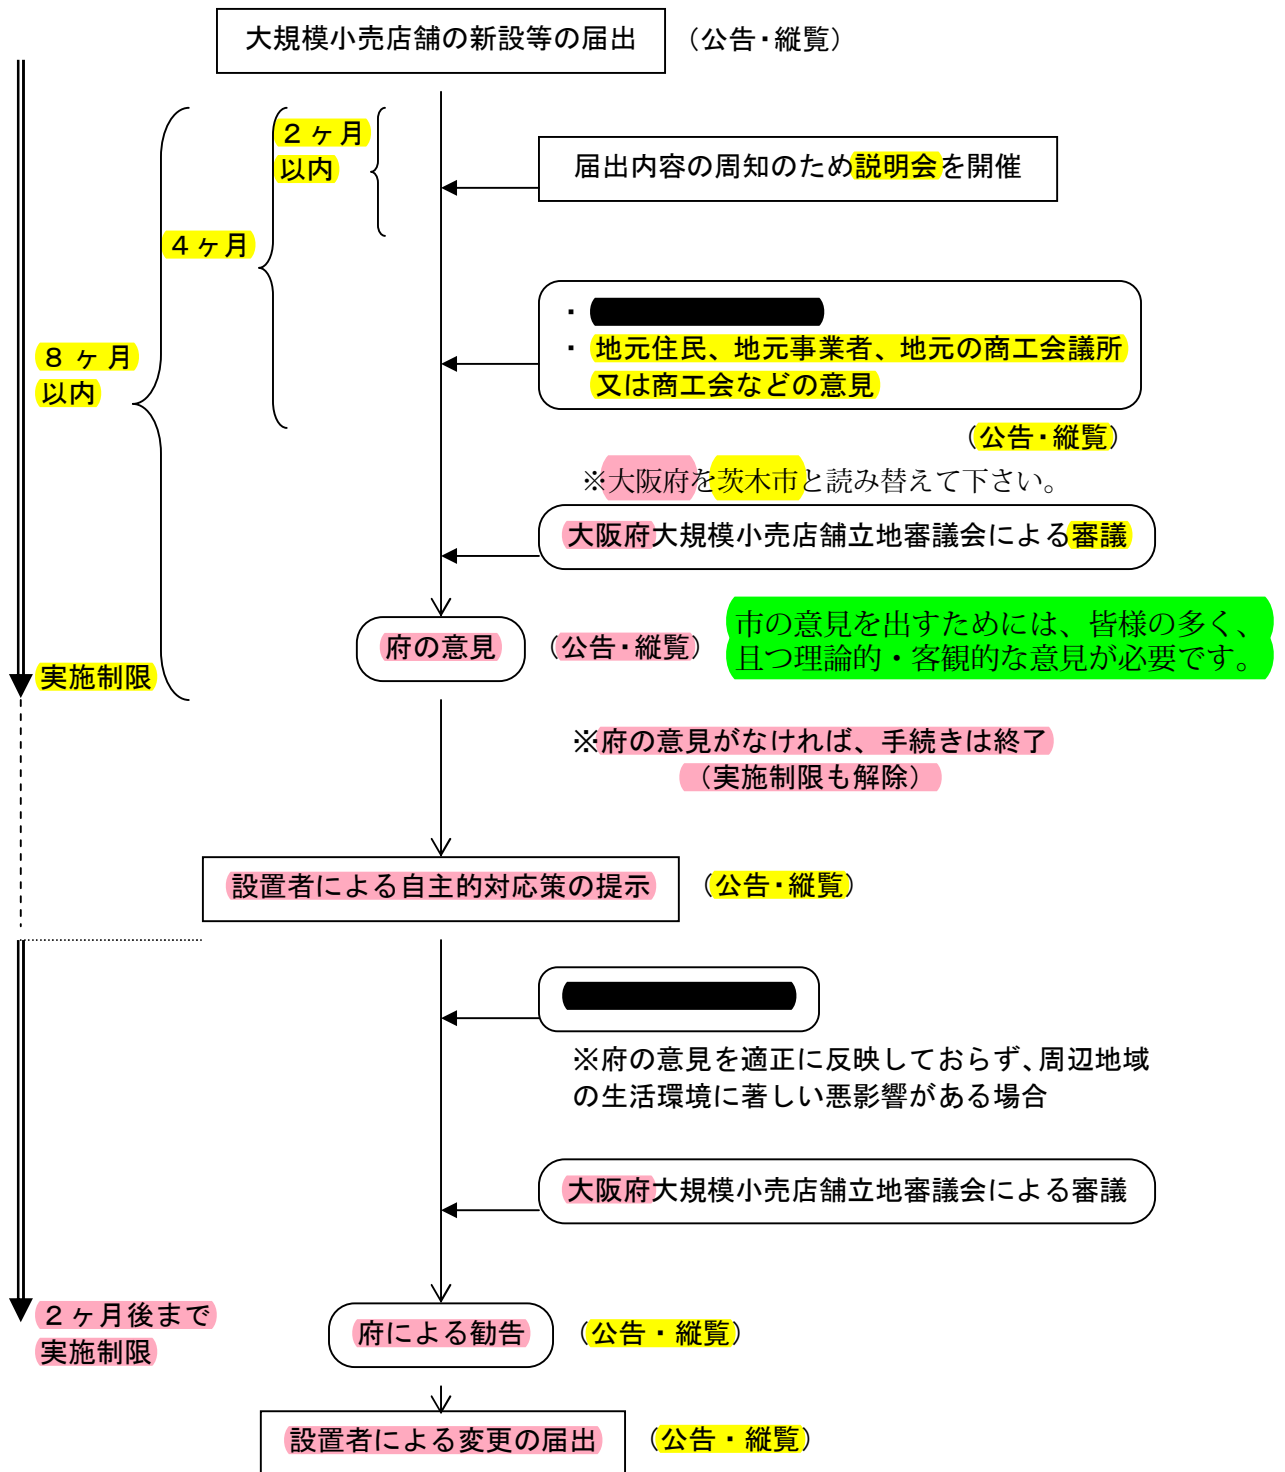 大規模小売店舗の新設等の届出 (公告・縦覧)
2ヶ月
以内
届出内容の周知のため説明会を開催
4ヶ月
8ヶ月
以内
・
・ 地元住民、地元事業者、地元の商工会議所
又は商工会などの意見
(公告・縦覧)
※大阪府を茨木市と読み替えて下さい。
大阪府大規模小売店舗立地審議会による審議
府の意見 (公告・縦覧)
市の意見を出すためには、皆様の多く、
且つ理論的・客観的な意見が必要です。
実施制限
※府の意見がなければ、手続きは終了
(実施制限も解除)
設置者による自主的対応策の提示 (公告・縦覧)
※府の意見を適正に反映しておらず、周辺地域
の生活環境に著しい悪影響がある場合
大阪府大規模小売店舗立地審議会による審議
2ヶ月後まで
実施制限
府による勧告 (公告・縦覧)
設置者による変更の届出 (公告・縦覧)